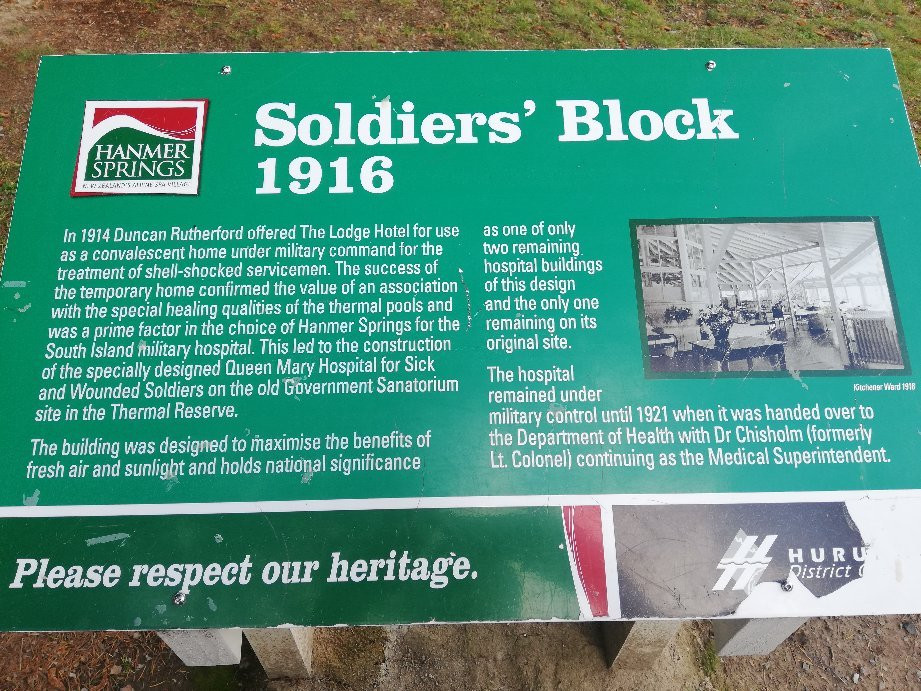 HANMER
SPRINGS
Soldiers' Block
1916
In 1914 Duncan Rutherford offered The Lodge Hotel for use
as a convalescent home under military command for the
treatment of shell-shocked servicemen. The success of
the temporary home confirmed the value of an association
with the special healing qualities of the thermal pools and
was a prime factor in the choice of Hanmer Springs for the
South Island military hospital. This led to the construction
of the specially designed Queen Mary Hospital for Sick
and Wounded Soldiers on the old Government Sanatorium
site in the Thermal Reserve.
The building was designed to maximise the benefits of
fresh air and sunlight and holds national significance
as one of only
two remaining
hospital buildings
of this design
and the only one
remaining on its
original site.
The hospital
remained under
military control until 1921 when it was handed over to
the Department of Health with Dr Chisholm (formerly
Lt. Colonel) continuing as the Medical Superintendent.
Kitchener Ward 1918
Please respect our heritage.
HURU
District